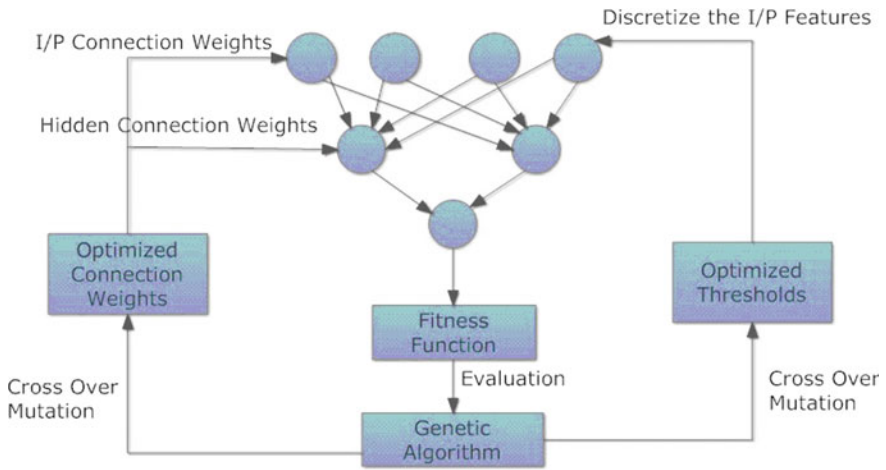 Discretize the I/P Features
I/P Connection Weights
Hidden Connection Weights
Optimized
Connection
Weights
Optimized
Thresholds
Fitness
Function
Evaluation
Cross Over
Mutation
Cross Over
Mutation
Genetic
Algorithm